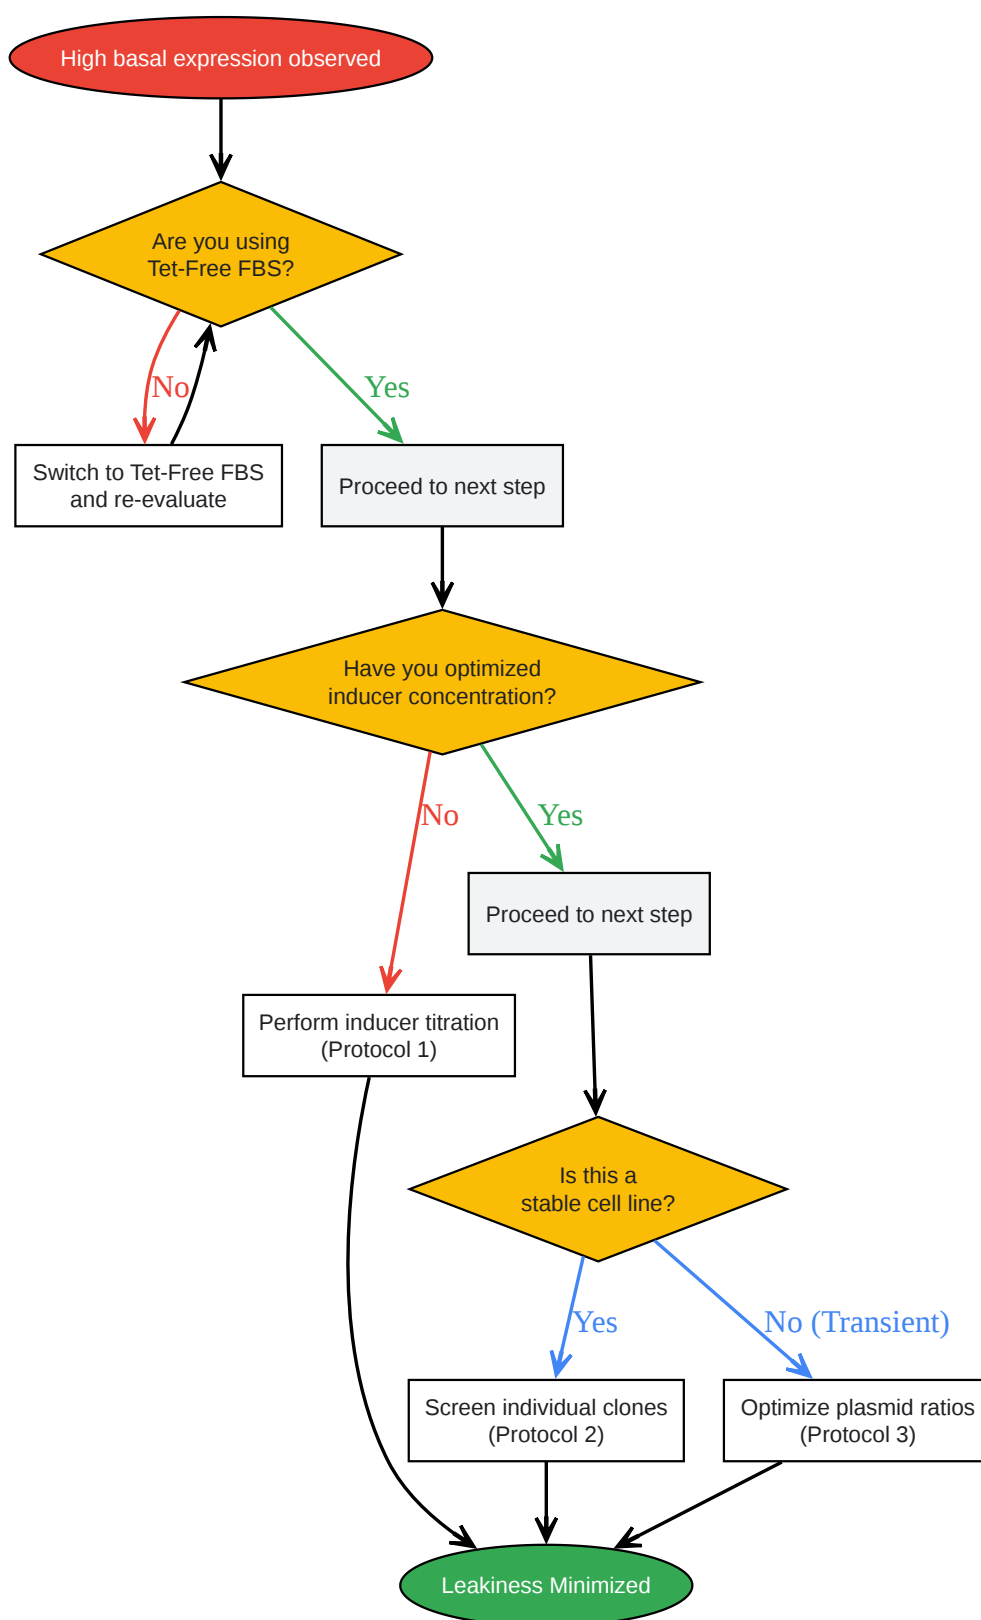 High basal expression observed
Are you using
Tet-Free FBS?
No
Yes
Switch to Tet-Free FBS
and re-evaluate
Proceed to next step
Have you optimized
inducer concentration?
No
Yes
Proceed to next step
Perform inducer titration
(Protocol 1)
Is this a
stable cell line?
Yes
No (Transient)
Screen individual clones
(Protocol 2)
Optimize plasmid ratios
(Protocol 3)
Leakiness Minimized